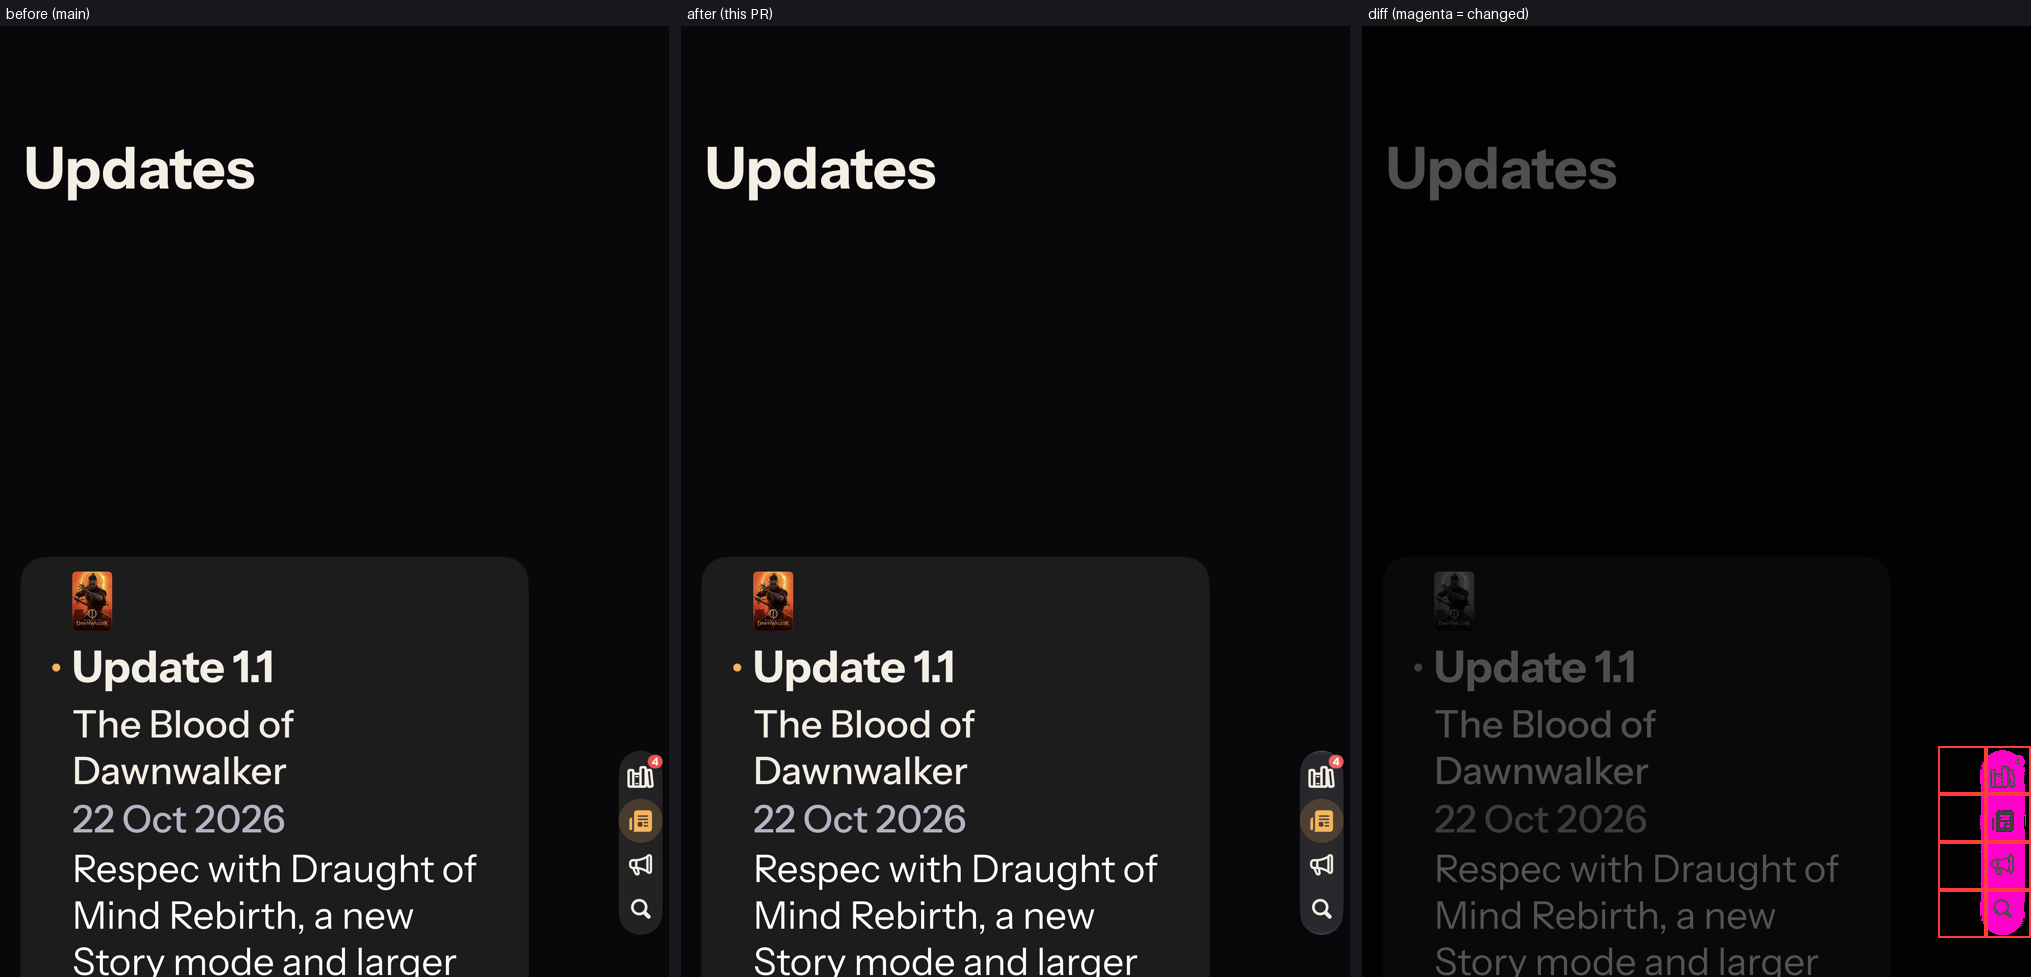 before (main)
Updates
Update 1.1
The Blood of
Dawnwalker
22 Oct 2026
Respec with Draught of
Mind Rebirth, a new
Story mode and larger
4
DAWNWALKER
after (this PR)
Updates
Update 1.1
The Blood of
Dawnwalker
22 Oct 2026
Respec with Draught of
Mind Rebirth, a new
Story mode and larger
4
DAWNWALKER
diff (magenta = changed)
Updates
Update 1.1
The Blood of
Dawnwalker
22 Oct 2026
Respec with Draught of
Mind Rebirth, a new
Story mode and larger
DAWNWALKER